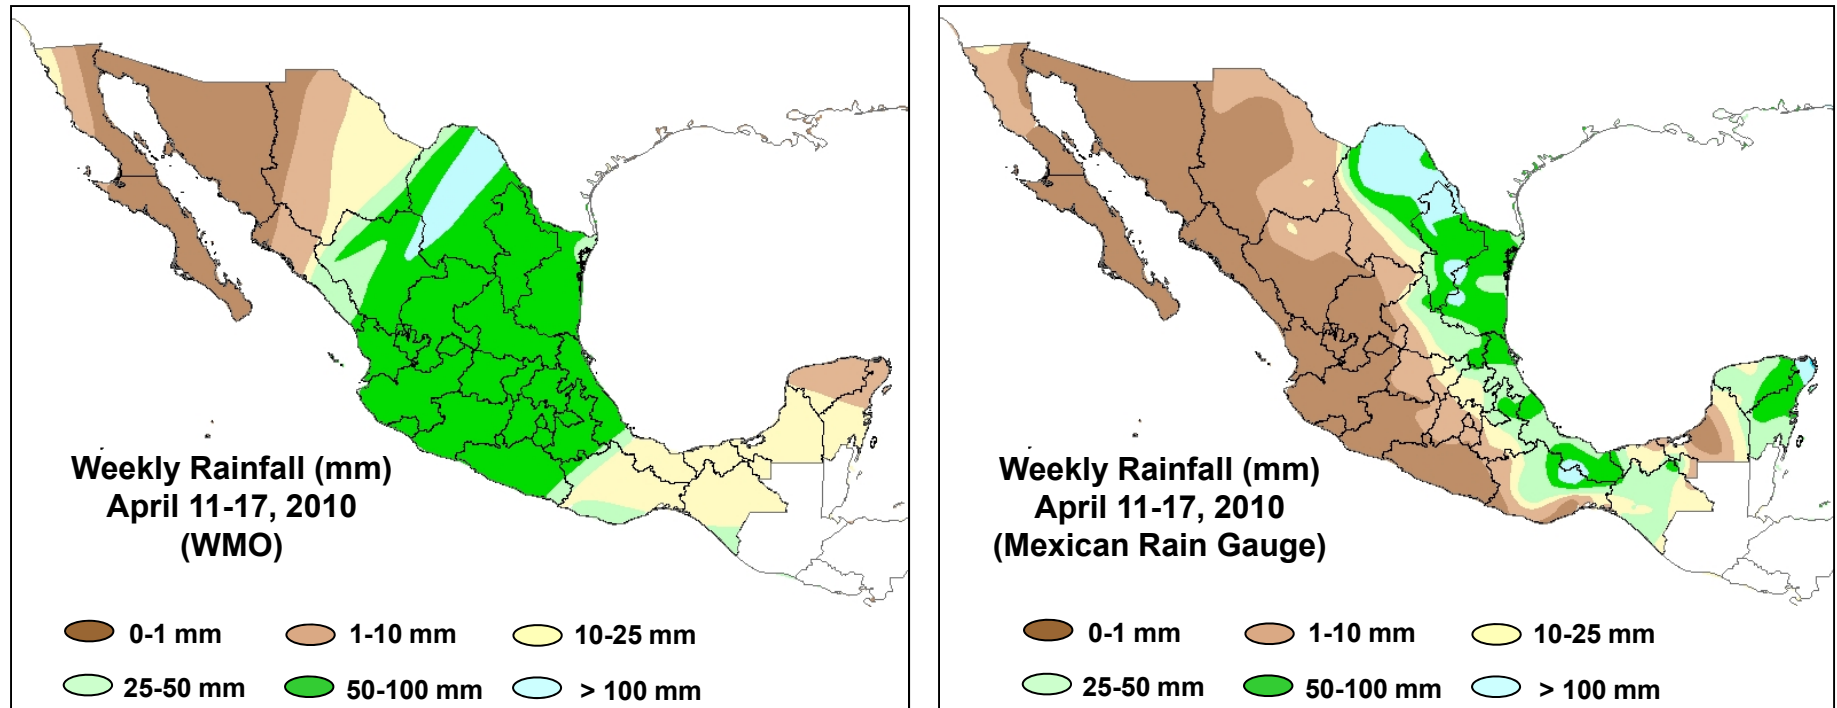 Weekly Rainfall (mm)
April 11-17, 2010
(WMO)
0-1 mm
1-10 mm
10-25 mm
25-50 mm
50-100 mm
> 100 mm
Weekly Rainfall (mm)
April 11-17, 2010
(Mexican Rain Gauge)
0-1 mm
1-10 mm
10-25 mm
25-50 mm
50-100 mm
> 100 mm